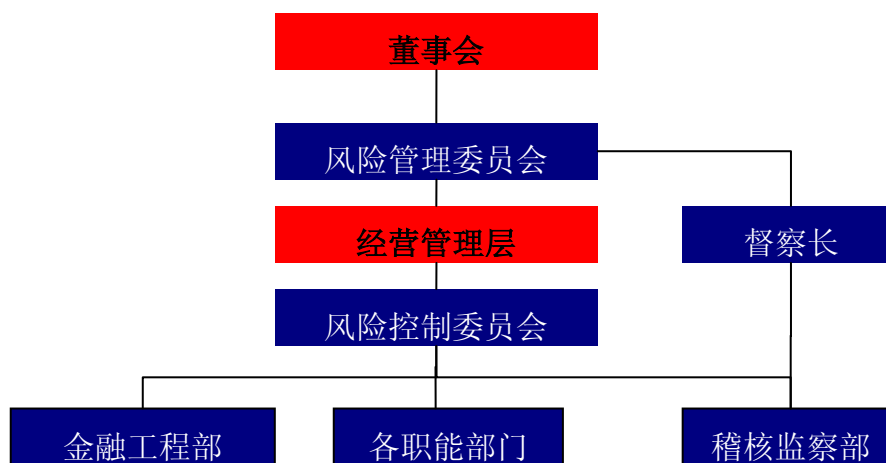 董事会
风险管理委员会
经营管理层
督察长
风险控制委员会
金融工程部
各职能部门
稽核监察部